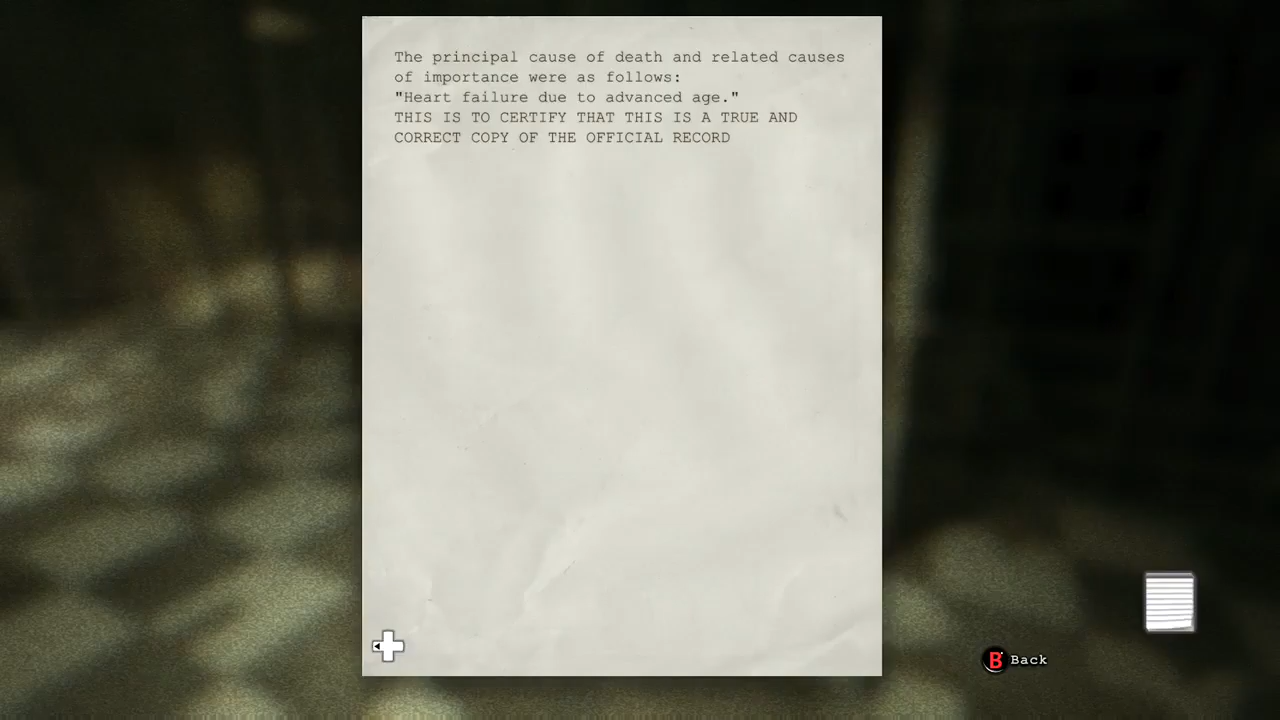 The principal cause of death and related causes
of importance were as follows:
"Heart failure due to advanced age."
THIS IS TO CERTIFY THAT THIS IS A TRUE AND
CORRECT COPY OF THE OFFICIAL RECORD
B Back